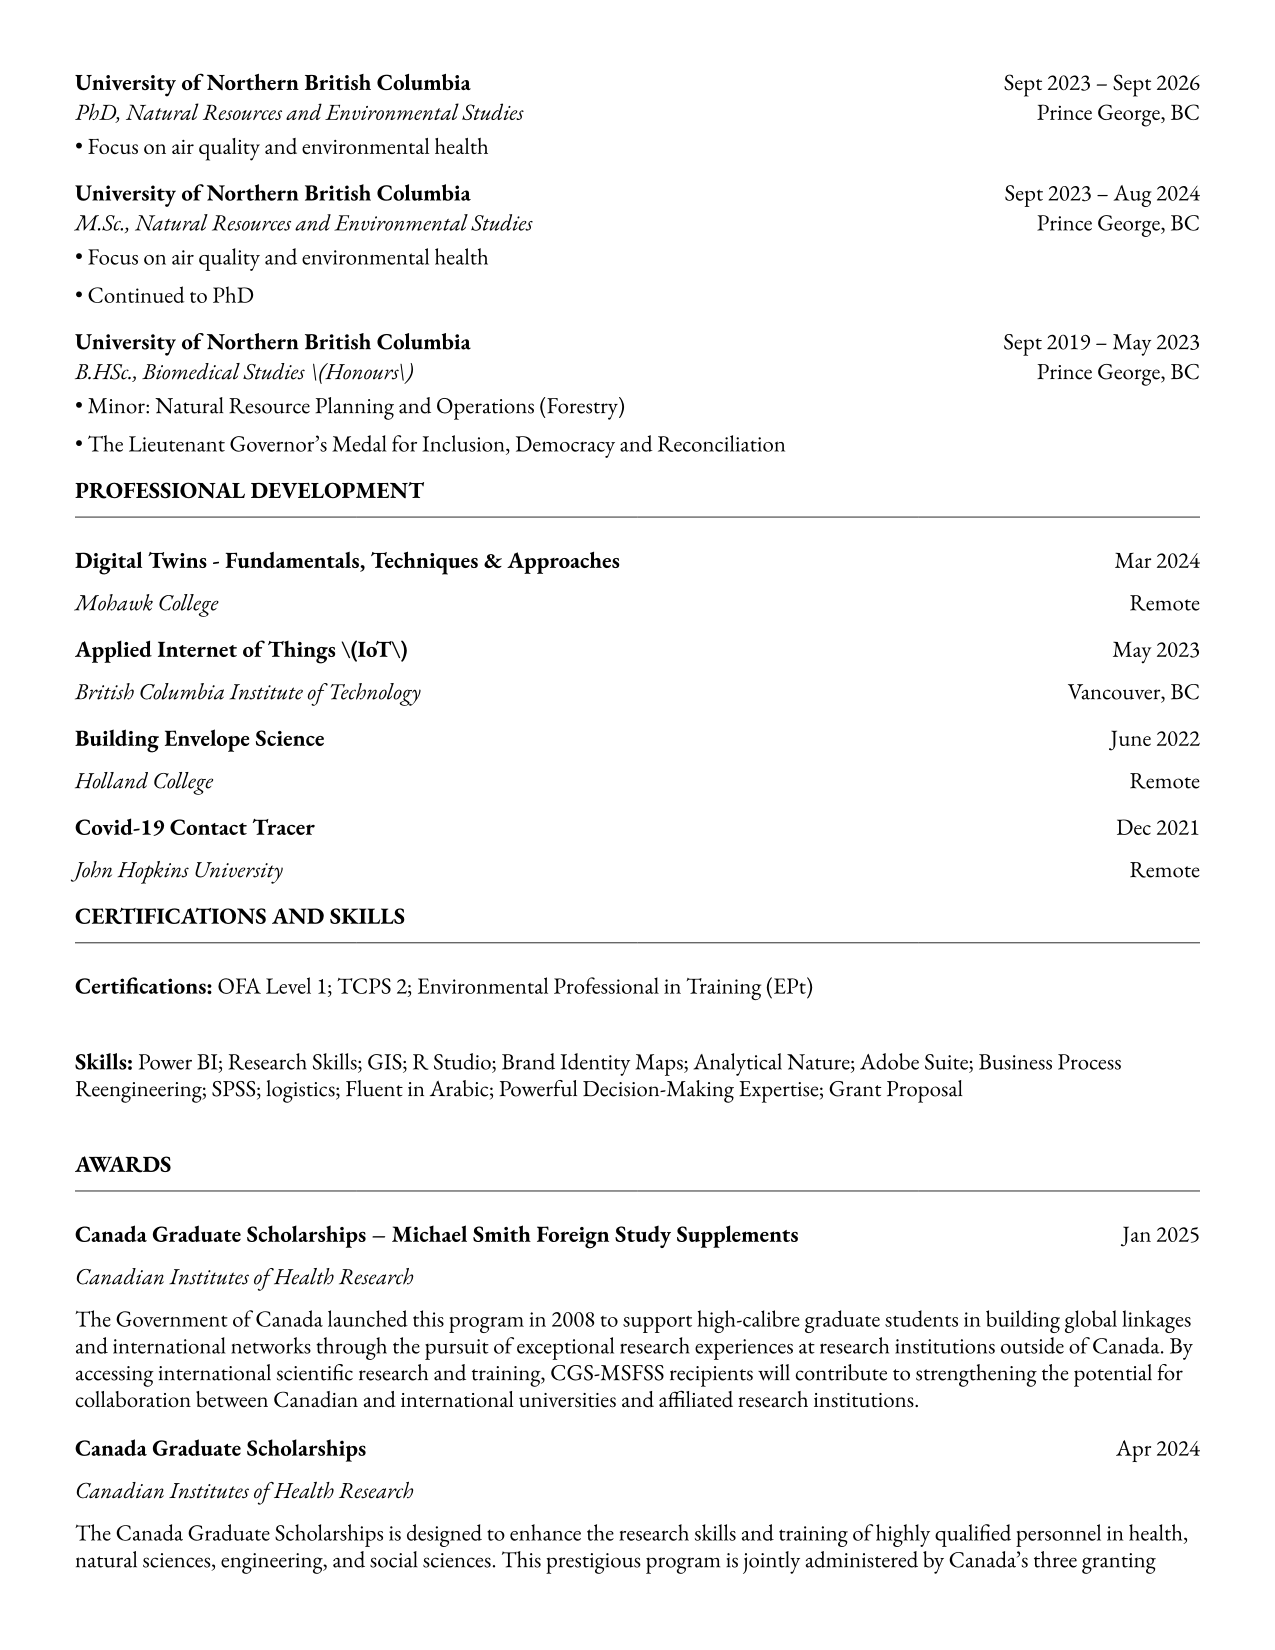 University of Northern British Columbia Sept 2023 – Sept 2026
PhD, Natural Resources and Environmental Studies Prince George, BC
• Focus on air quality and environmental health
University of Northern British Columbia Sept 2023 – Aug 2024
M.Sc., Natural Resources and Environmental Studies Prince George, BC
• Focus on air quality and environmental health
• Continued to PhD
University of Northern British Columbia Sept 2019 – May 2023
B.HSc., Biomedical Studies \(Honours\) Prince George, BC
• Minor: Natural Resource Planning and Operations (Forestry)
• The Lieutenant Governor’s Medal for Inclusion, Democracy and Reconciliation
PROFESSIONAL DEVELOPMENT
Digital Twins - Fundamentals, Techniques & Approaches Mar 2024
Mohawk College Remote
Applied Internet of Things \(IoT\) May 2023
British Columbia Institute of Technology Vancouver, BC
Building Envelope Science June 2022
Holland College Remote
Covid-19 Contact Tracer Dec 2021
John Hopkins University Remote
CERTIFICATIONS AND SKILLS
Certifications: OFA Level 1; TCPS 2; Environmental Professional in Training (EPt)
Skills: Power BI; Research Skills; GIS; R Studio; Brand Identity Maps; Analytical Nature; Adobe Suite; Business Process
Reengineering; SPSS; logistics; Fluent in Arabic; Powerful Decision-Making Expertise; Grant Proposal
AWARDS
Canada Graduate Scholarships – Michael Smith Foreign Study Supplements Jan 2025
Canadian Institutes of Health Research
The Government of Canada launched this program in 2008 to support high-calibre graduate students in building global linkages
and international networks through the pursuit of exceptional research experiences at research institutions outside of Canada. By
accessing international scientific research and training, CGS-MSFSS recipients will contribute to strengthening the potential for
collaboration between Canadian and international universities and affiliated research institutions.
Canada Graduate Scholarships Apr 2024
Canadian Institutes of Health Research
The Canada Graduate Scholarships is designed to enhance the research skills and training of highly qualified personnel in health,
natural sciences, engineering, and social sciences. This prestigious program is jointly administered by Canada’s three granting